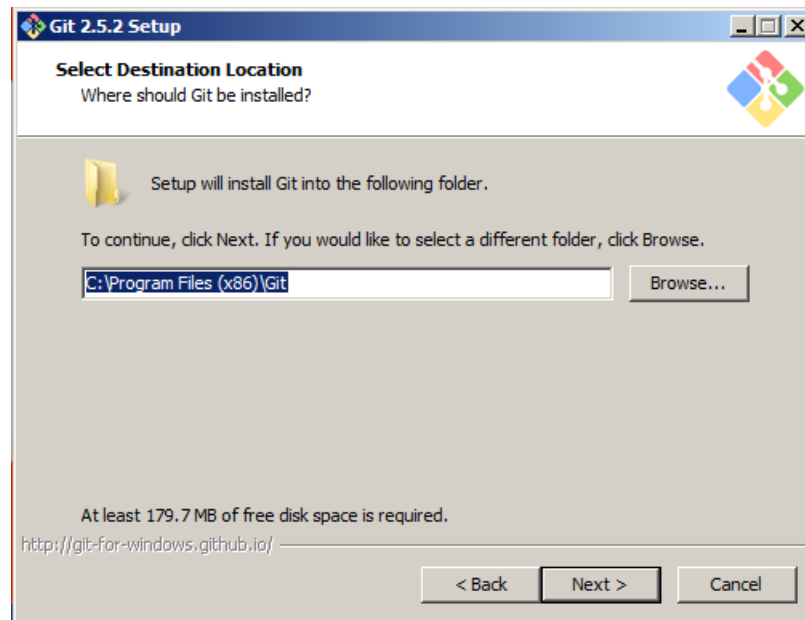 Git 2.5.2 Setup
Select Destination Location
Where should Git be installed?
Setup will install Git into the following folder.
To continue, click Next. If you would like to select a different folder, click Browse.
C:\Program Files (x86)\Git
Browse...
At least 179.7 MB of free disk space is required.
http://git-for-windows.github.io/
< Back
Next >
Cancel